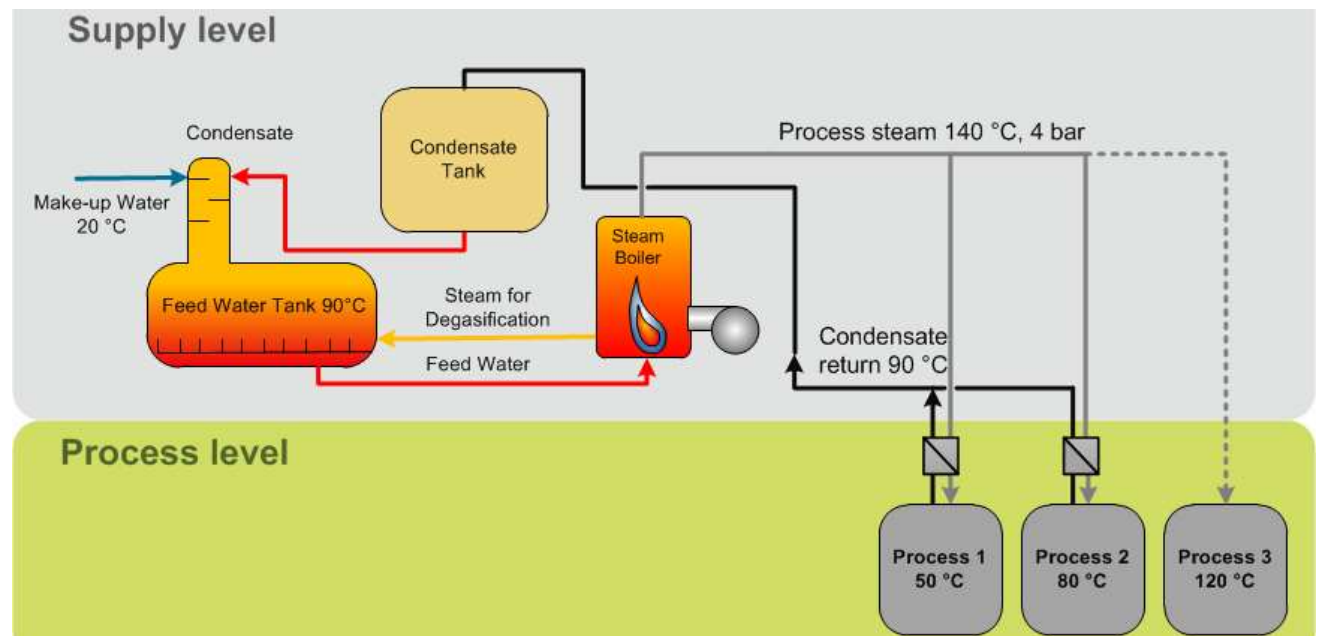 Supply level
Condensate
Condensate
Tank
Process steam 140 °C, 4 bar
Make-up Water
20 °C
Steam
Boiler
Feed Water Tank 90°C
Steam for
Degasification
Feed Water
Condensate
return 90 °C
Process level
Process 1
50 °C
Process 2
80 °C
Process 3
120 °C